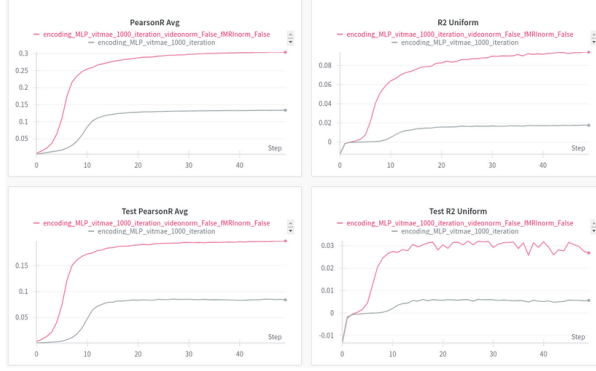 PearsonR Avg
encoding_MLP_vitmae_1000_iteration_videonorm_False_fMRInorm_False
encoding_MLP_vitmae_1000_iteration
0.3
0.25
0.2
0.15
0.1
0.05
Step
0 10 20 30 40
R2 Uniform
encoding_MLP_vitmae_1000_iteration_videonorm_False_fMRInorm_False
encoding_MLP_vitmae_1000_iteration
0.08
0.06
0.04
0.02
0
Step
0 10 20 30 40
Test PearsonR Avg
encoding_MLP_vitmae_1000_iteration_videonorm_False_fMRInorm_False
encoding_MLP_vitmae_1000_iteration
0.15
0.1
0.05
Step
0 10 20 30 40
Test R2 Uniform
encoding_MLP_vitmae_1000_iteration_videonorm_False_fMRInorm_False
encoding_MLP_vitmae_1000_iteration
0.03
0.02
0.01
0
-0.01
Step
0 10 20 30 40